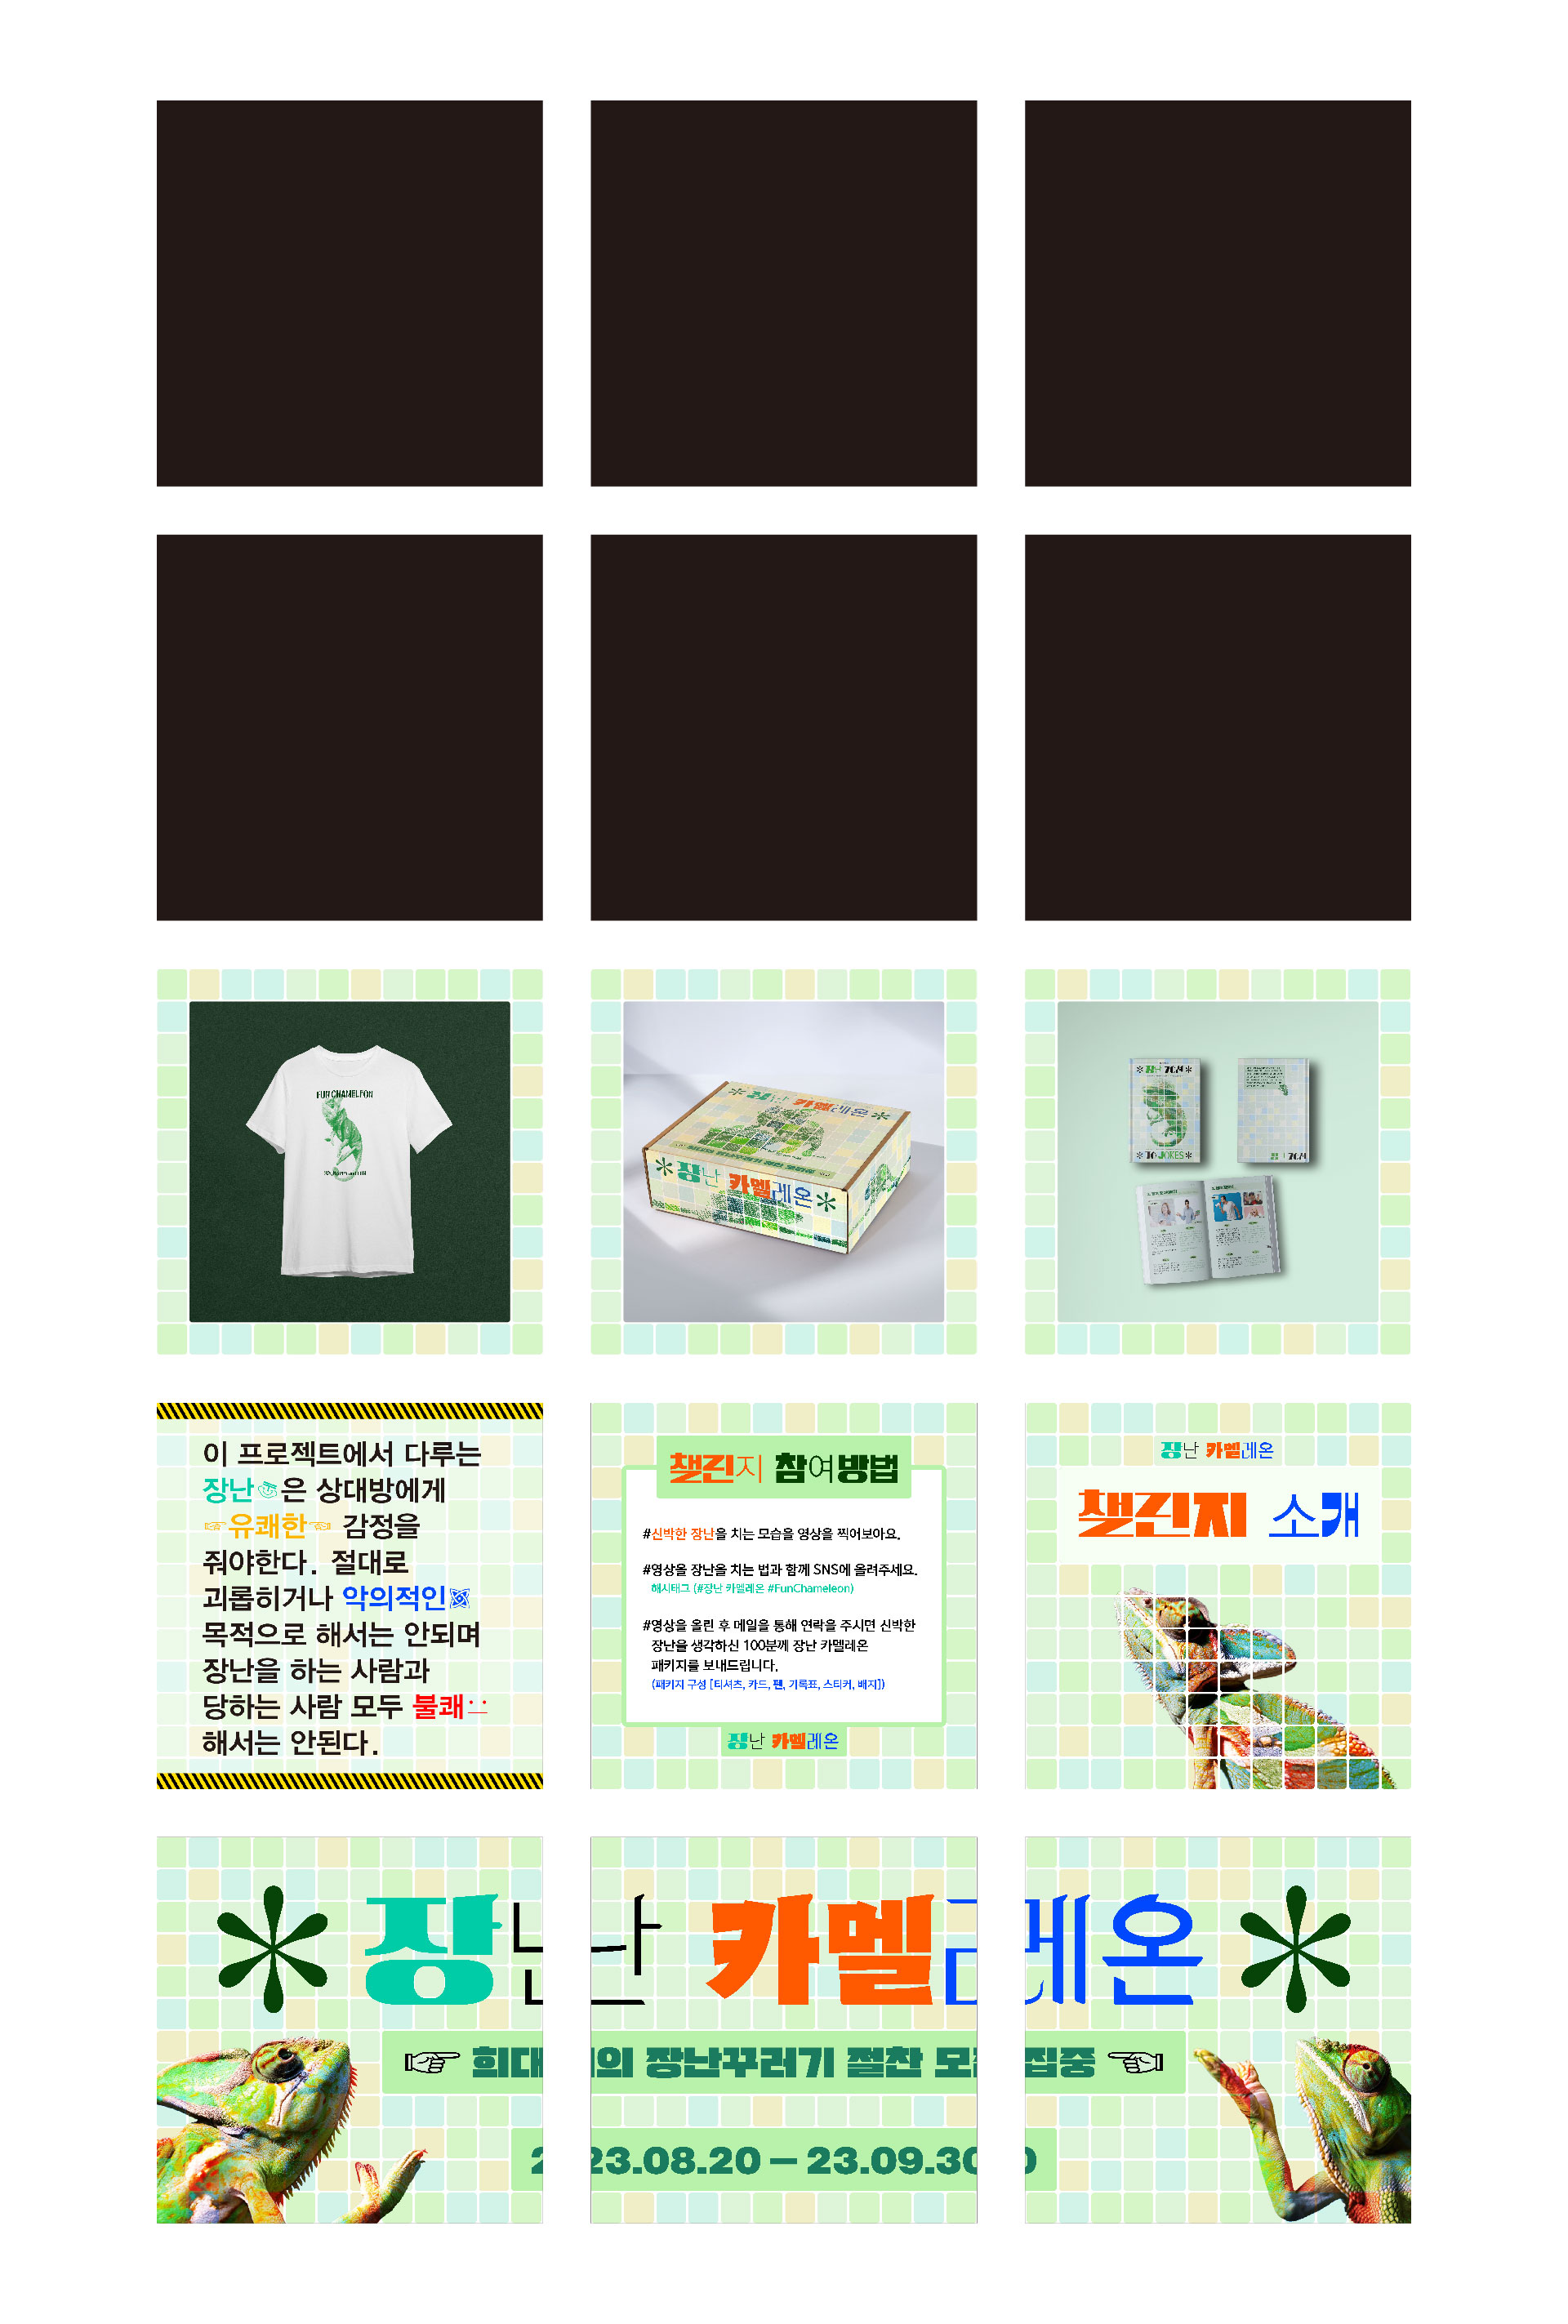 FUN CHAMELEON
*장난 카멜레온*
*장난 카멜레온*
*장난 기록서*
*10 JOKES*
이 프로젝트에서 다루는
장난은 상대방에게
☞유쾌한☜ 감정을
줘야한다. 절대로
괴롭히거나 악의적인
목적으로 해서는 안되며
장난을 하는 사람과
당하는 사람 모두 불쾌
해서는 안된다.
챌린지 참여방법
#신박한 장난을 치는 모습을 영상을 찍어보아요.
#영상을 장난을 치는 법과 함께 SNS에 올려주세요.
해시태그 (#장난 카멜레온 #FunChameleon)
#영상을 올린 후 메일을 통해 연락을 주시면 신박한
장난을 생각하신 100분께 장난 카멜레온
패키지를 보내드립니다.
(패키지 구성 [티셔츠, 카드, 펜, 기록표, 스티커, 배지])
장난 카멜레온
장난 카멜레온
챌린지 소개
*장난 카멜레온*
☞ 희대의 장난꾸러기 절찬 모집중 ☜
23.08.20 — 23.09.30